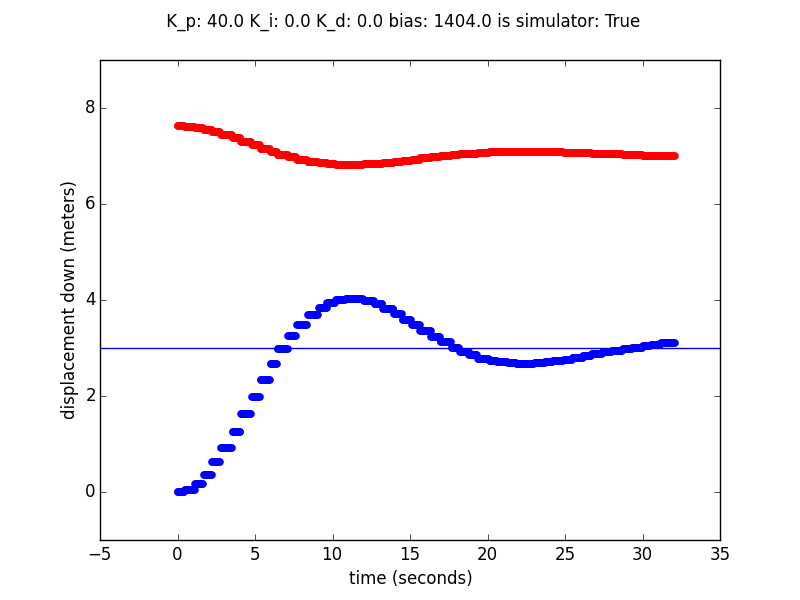 K_p: 40.0 K_i: 0.0 K_d: 0.0 bias: 1404.0 is simulator: True
8
6
4
2
0
displacement down (meters)
−5 0 5 10 15 20 25 30 35
time (seconds)